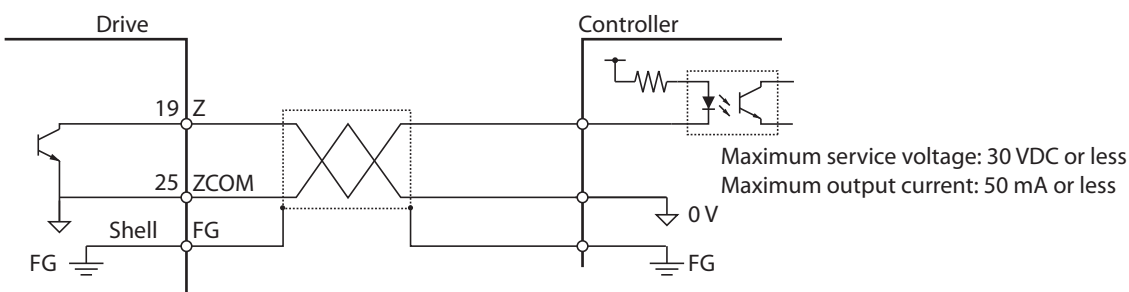 Drive
Controller
19 Z
25 ZCOM
Shell FG
FG
0 V
FG
Maximum service voltage: 30 VDC or less
Maximum output current: 50 mA or less